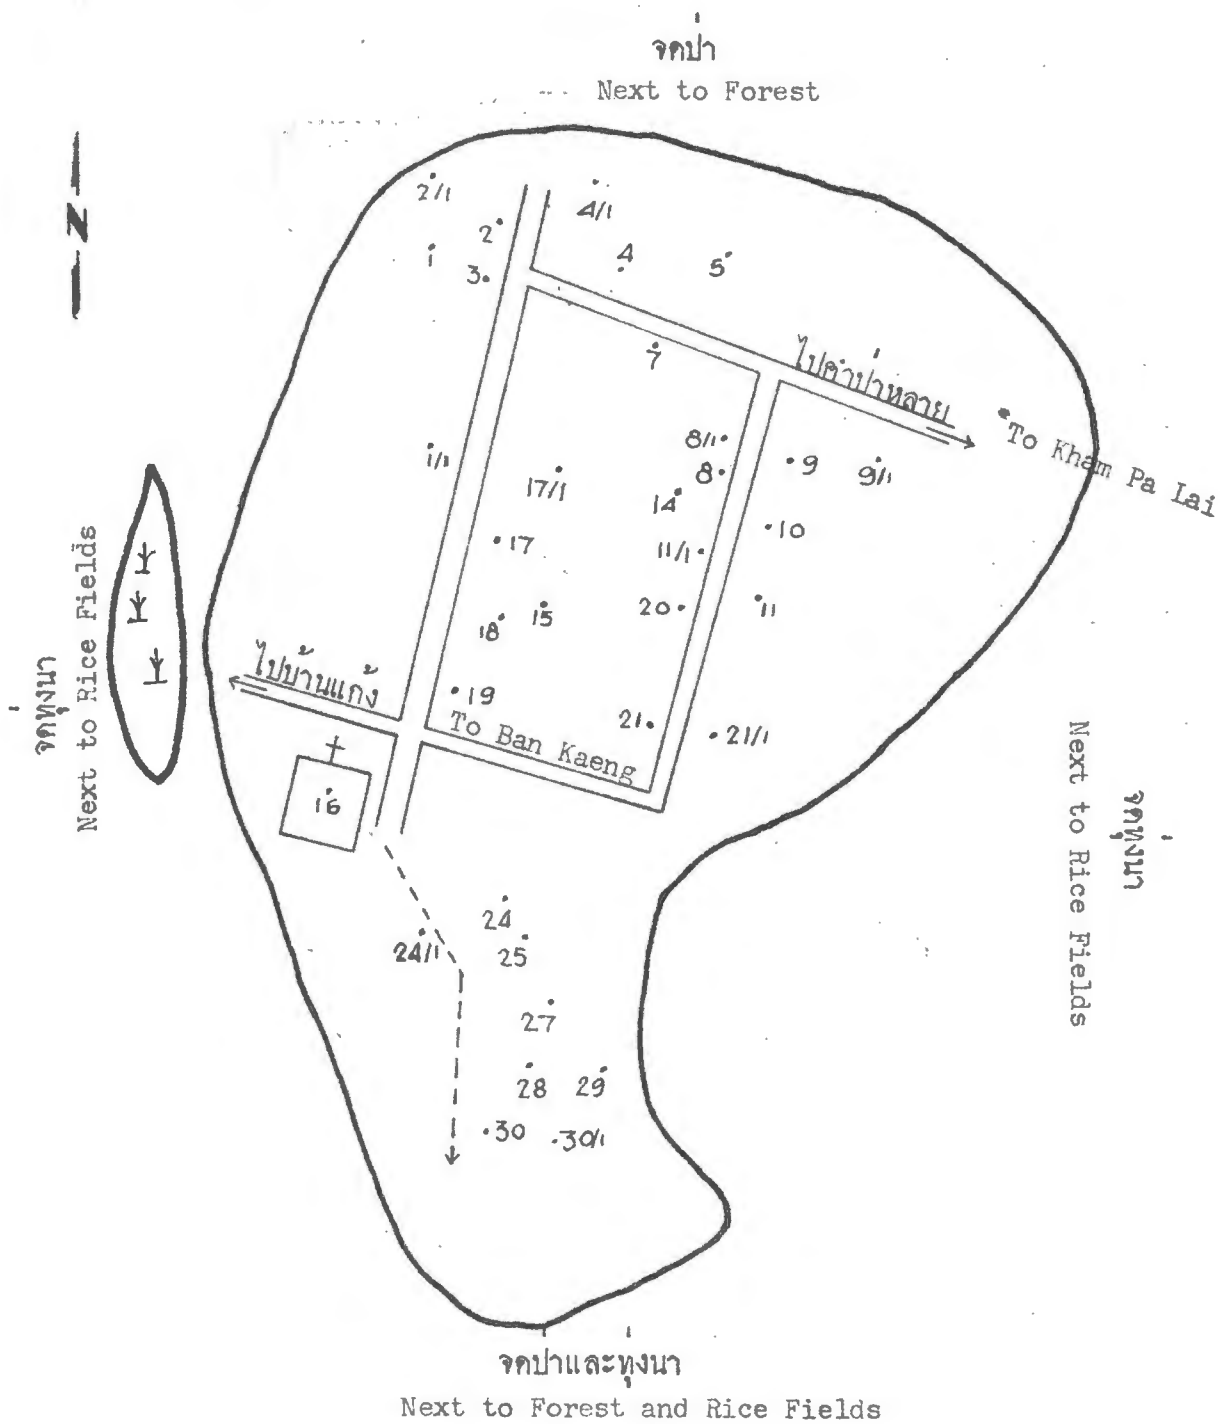 จดป่า
Next to Forest
N
2/1
4/1
2
1
3
4
5
7
ไปคำป่าหลาย
To Kham Pa Lai
8/1
8
9
9/1
1/1
17/1
14
10
17
11/1
11
20
15
18
ไปบ้านแก้ง
19
To Ban Kaeng
21
21/1
16
จดทุ่งนา
Next to Rice Fields
จดทุ่งนา
Next to Rice Fields
24
24/1
25
27
28
29
30
30/1
จดป่าและทุ่งนา
Next to Forest and Rice Fields